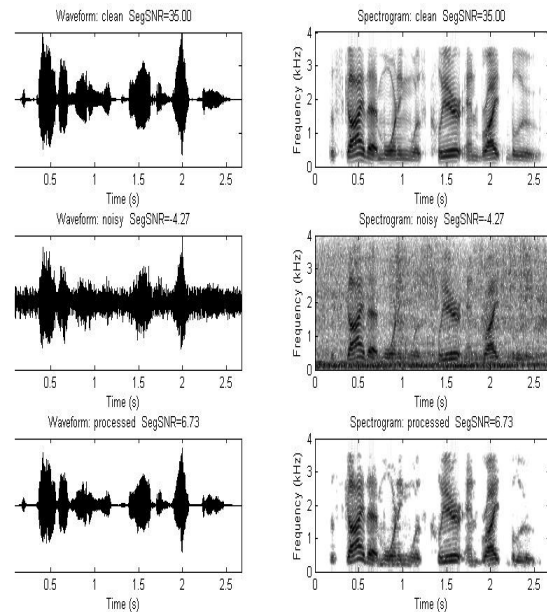 Waveform: clean SegSNR=35.00
0.5 1 1.5 2 2.5
Time (s)
Spectrogram: clean SegSNR=35.00
Frequency (kHz)
4
3
2
1
0
0 0.5 1 1.5 2 2.5
Time (s)
Waveform: noisy SegSNR=-4.27
0.5 1 1.5 2 2.5
Time (s)
Spectrogram: noisy SegSNR=-4.27
Frequency (kHz)
4
3
2
1
0
0 0.5 1 1.5 2 2.5
Time (s)
Waveform: processed SegSNR=6.73
0.5 1 1.5 2 2.5
Time (s)
Spectrogram: processed SegSNR=6.73
Frequency (kHz)
4
3
2
1
0
0 0.5 1 1.5 2 2.5
Time (s)